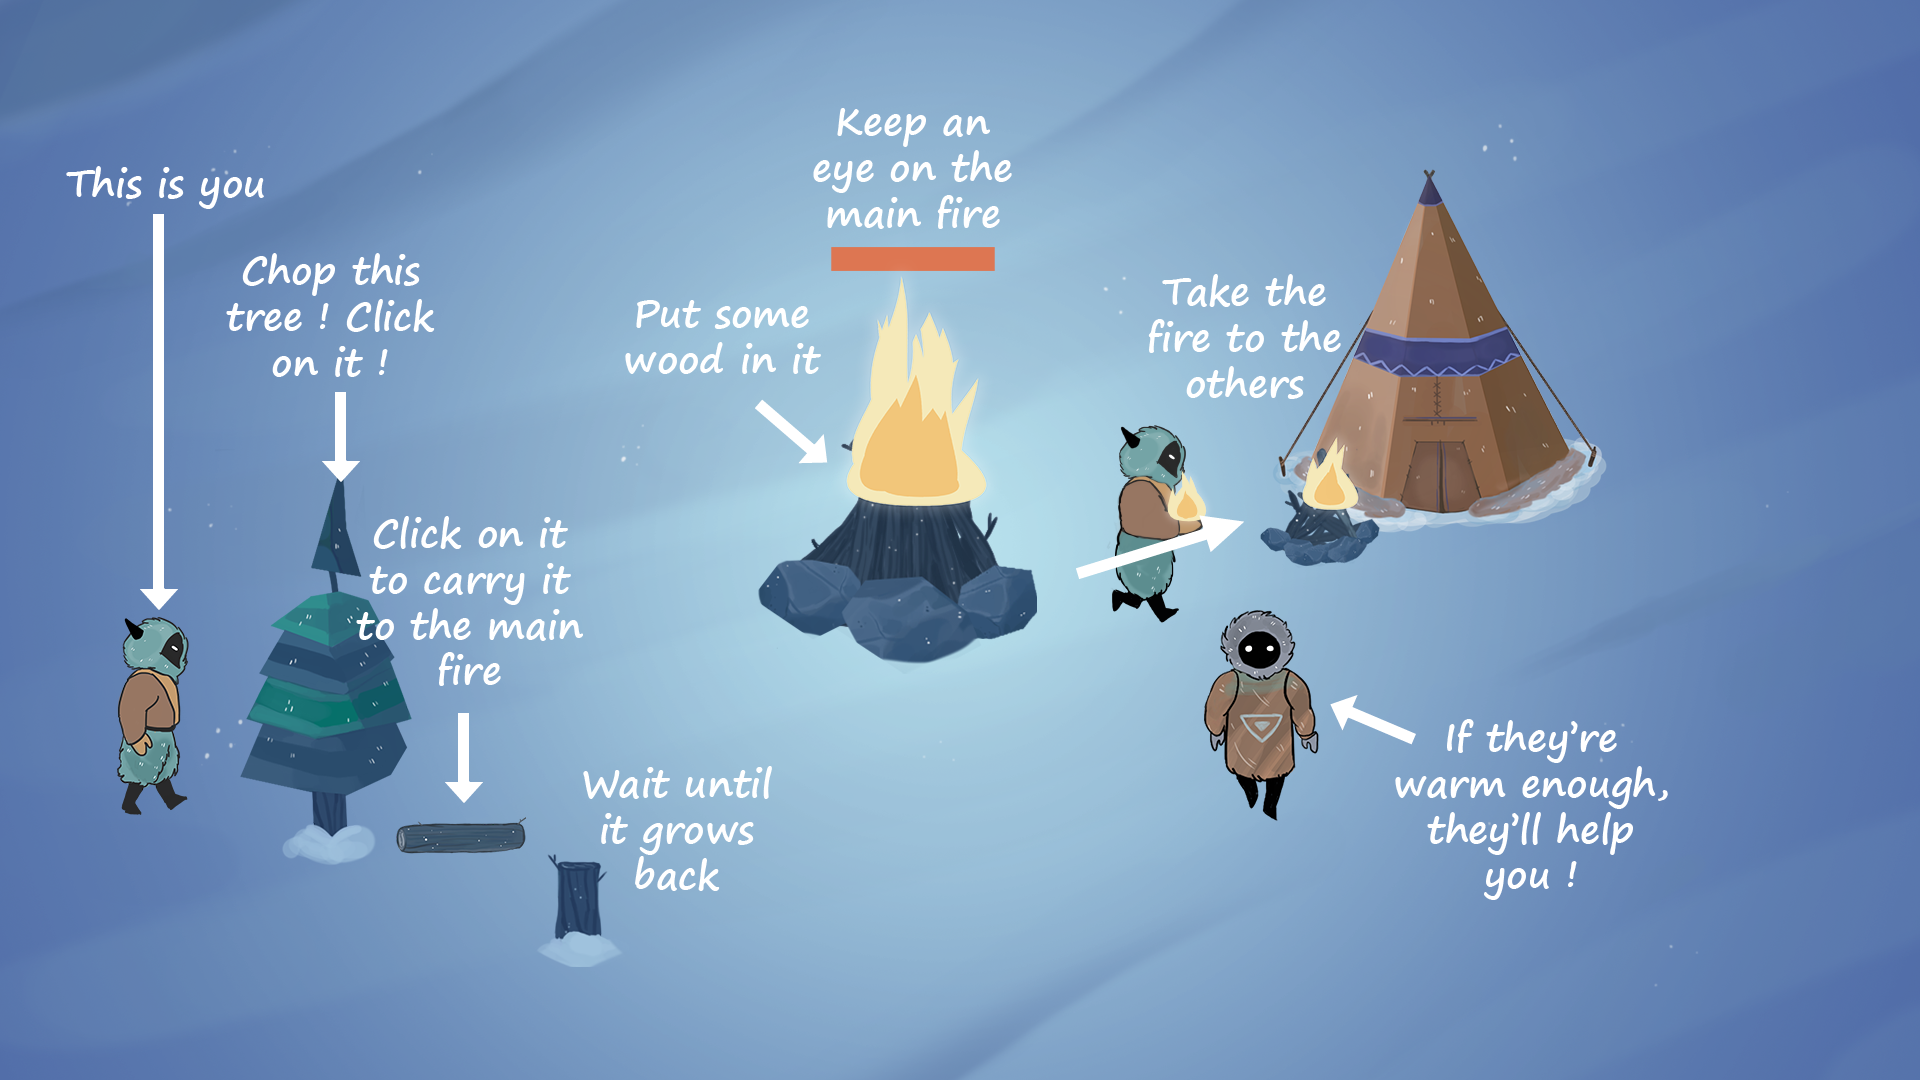 This is you
Chop this
tree ! Click
on it !
Click on it
to carry it
to the main
fire
Wait until
it grows
back
Put some
wood in it
Keep an
eye on the
main fire
Take the
fire to the
others
If they're
warm enough,
they'll help
you !